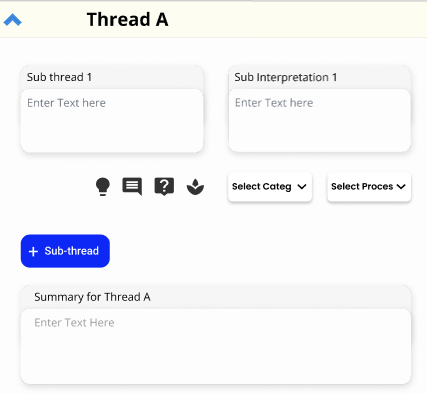 Thread A
Sub thread 1
Sub Interpretation 1
Enter Text here
Enter Text here
Select Categ
Select Proces
+ Sub-thread
Summary for Thread A
Enter Text Here